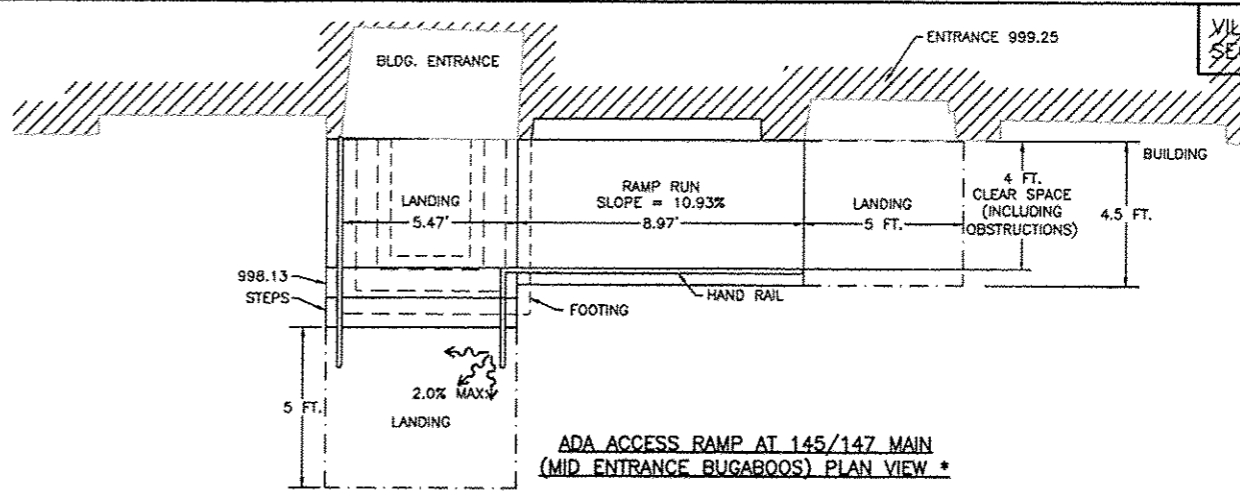 ENTRANCE 999.25
BLDG. ENTRANCE
BUILDING
LANDING
5.47'
RAMP RUN
SLOPE = 10.93%
8.97'
LANDING
5 FT.
4 FT.
CLEAR SPACE
(INCLUDING
OBSTRUCTIONS)
4.5 FT.
998.13
STEPS
HAND RAIL
FOOTING
2.0% MAX
5 FT.
LANDING
ADA ACCESS RAMP AT 145/147 MAIN
(MID ENTRANCE BUGABOOS) PLAN VIEW *